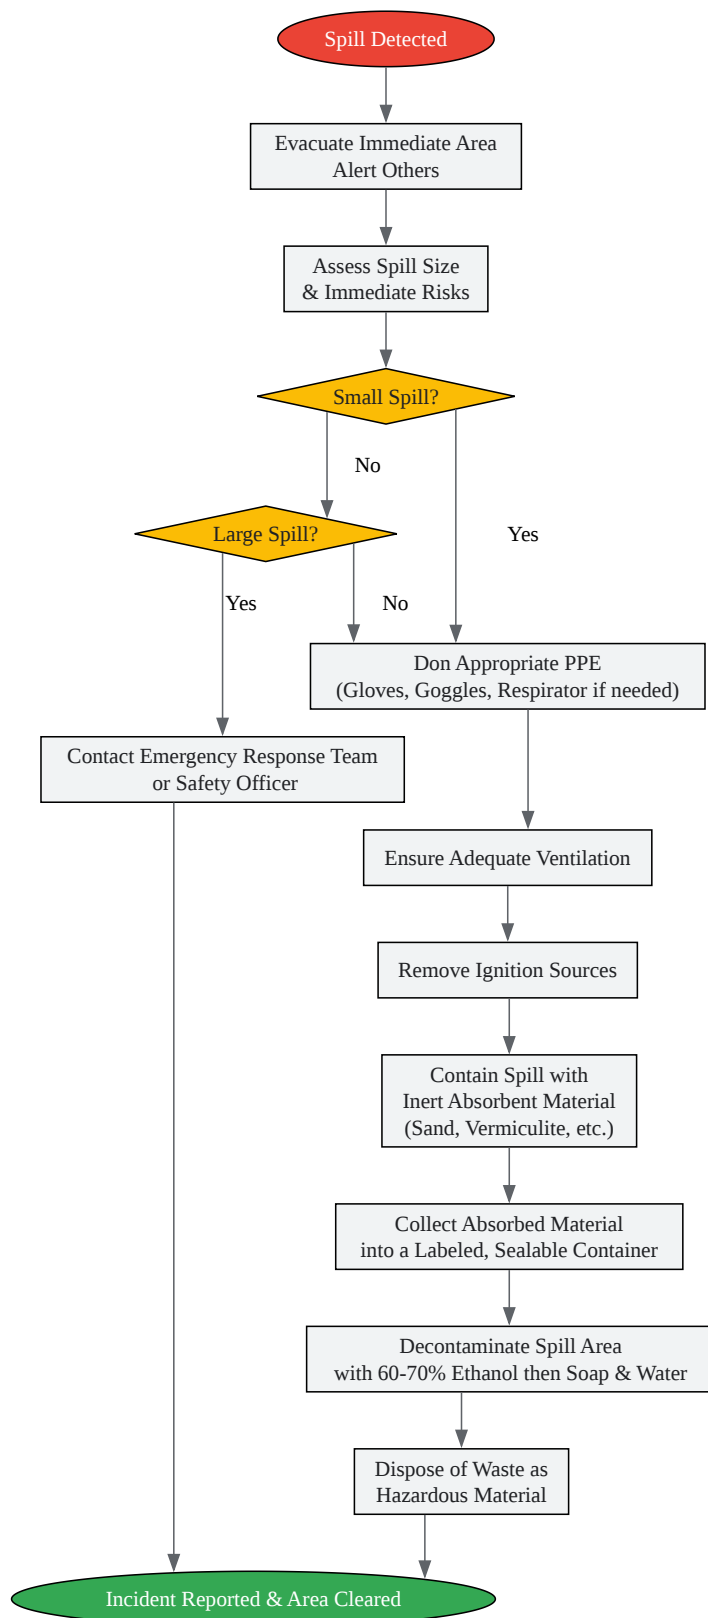 Spill Detected
Evacuate Immediate Area
Alert Others
Assess Spill Size
& Immediate Risks
Small Spill?
No
Large Spill?
Yes
Yes
No
Don Appropriate PPE
(Gloves, Goggles, Respirator if needed)
Contact Emergency Response Team
or Safety Officer
Ensure Adequate Ventilation
Remove Ignition Sources
Contain Spill with
Inert Absorbent Material
(Sand, Vermiculite, etc.)
Collect Absorbed Material
into a Labeled, Sealable Container
Decontaminate Spill Area
with 60-70% Ethanol then Soap & Water
Dispose of Waste as
Hazardous Material
Incident Reported & Area Cleared